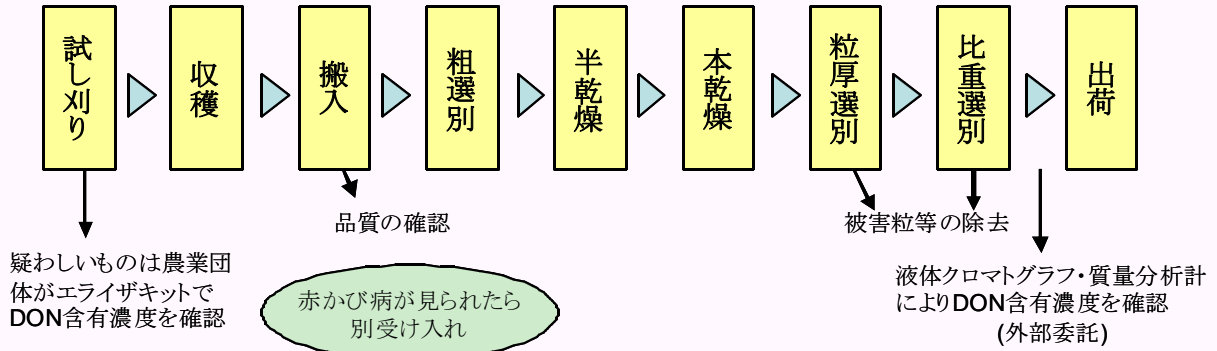 試し刈り
収穫
搬入
粗選別
半乾燥
本乾燥
粒厚選別
比重選別
出荷
品質の確認
被害粒等の除去
疑わしいものは農業団
体がエライザキットで
DON含有濃度を確認
赤かび病が見られたら
別受け入れ
液体クロマトグラフ・質量分析計
によりDON含有濃度を確認
(外部委託)